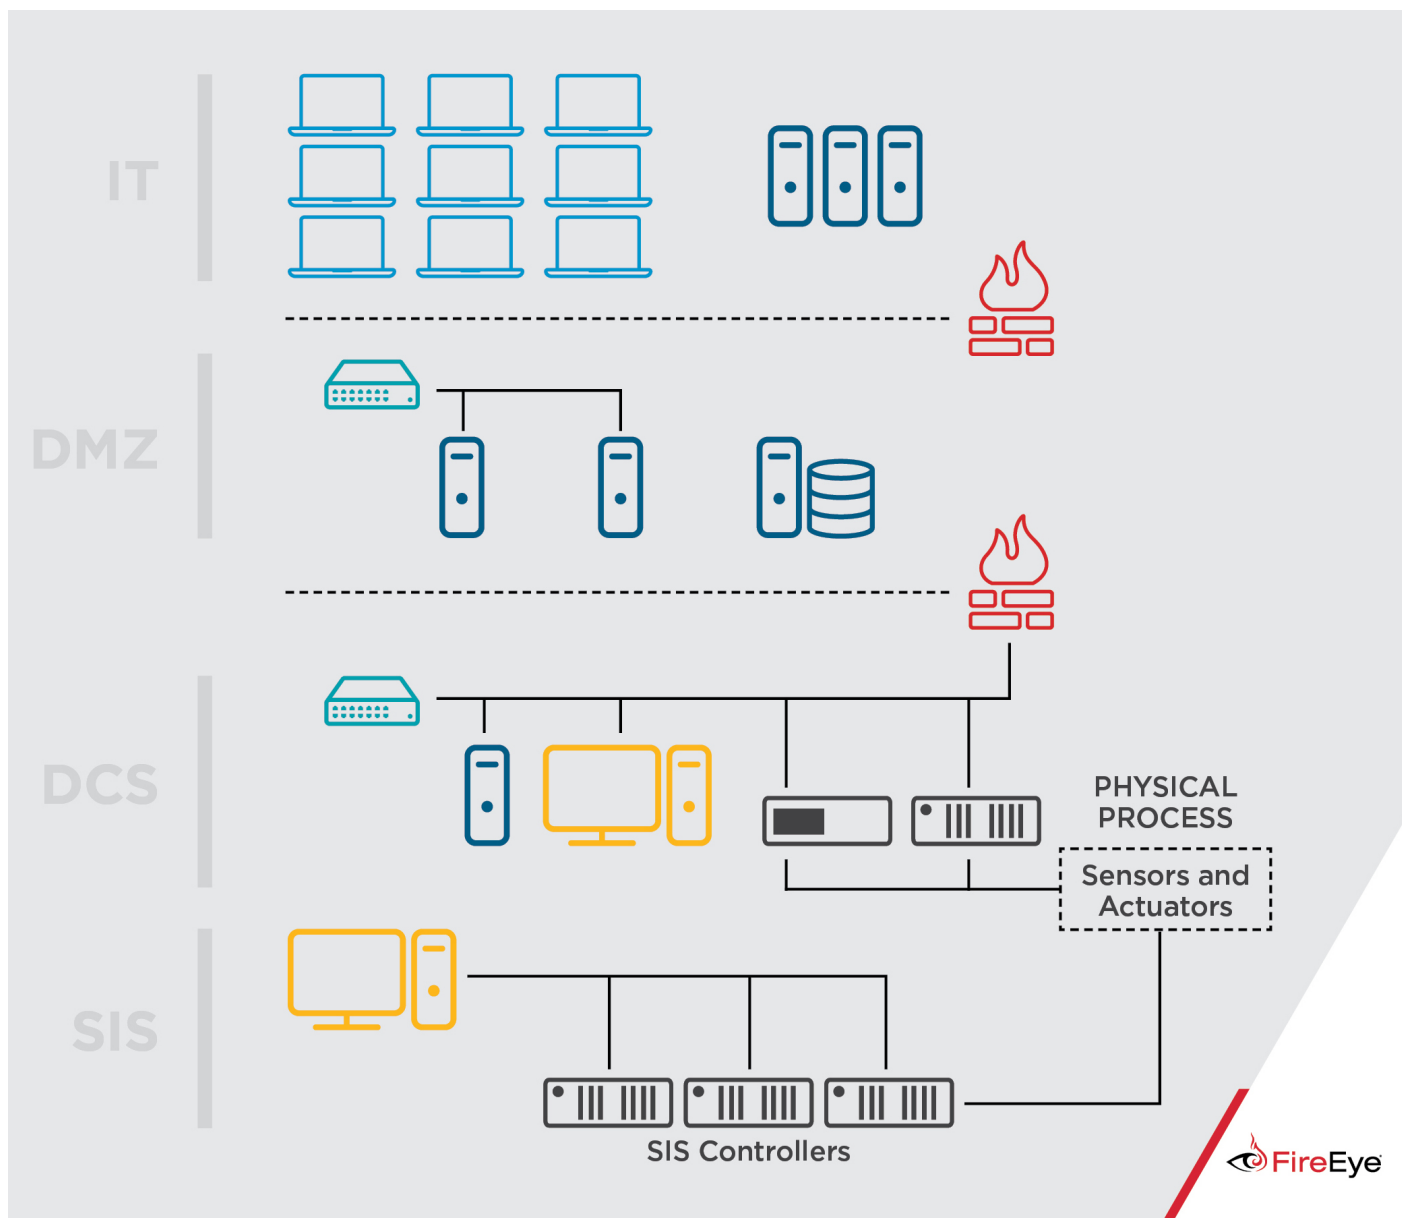 IT
DMZ
DCS
PHYSICAL
PROCESS
Sensors and
Actuators
SIS
SIS Controllers
FireEye